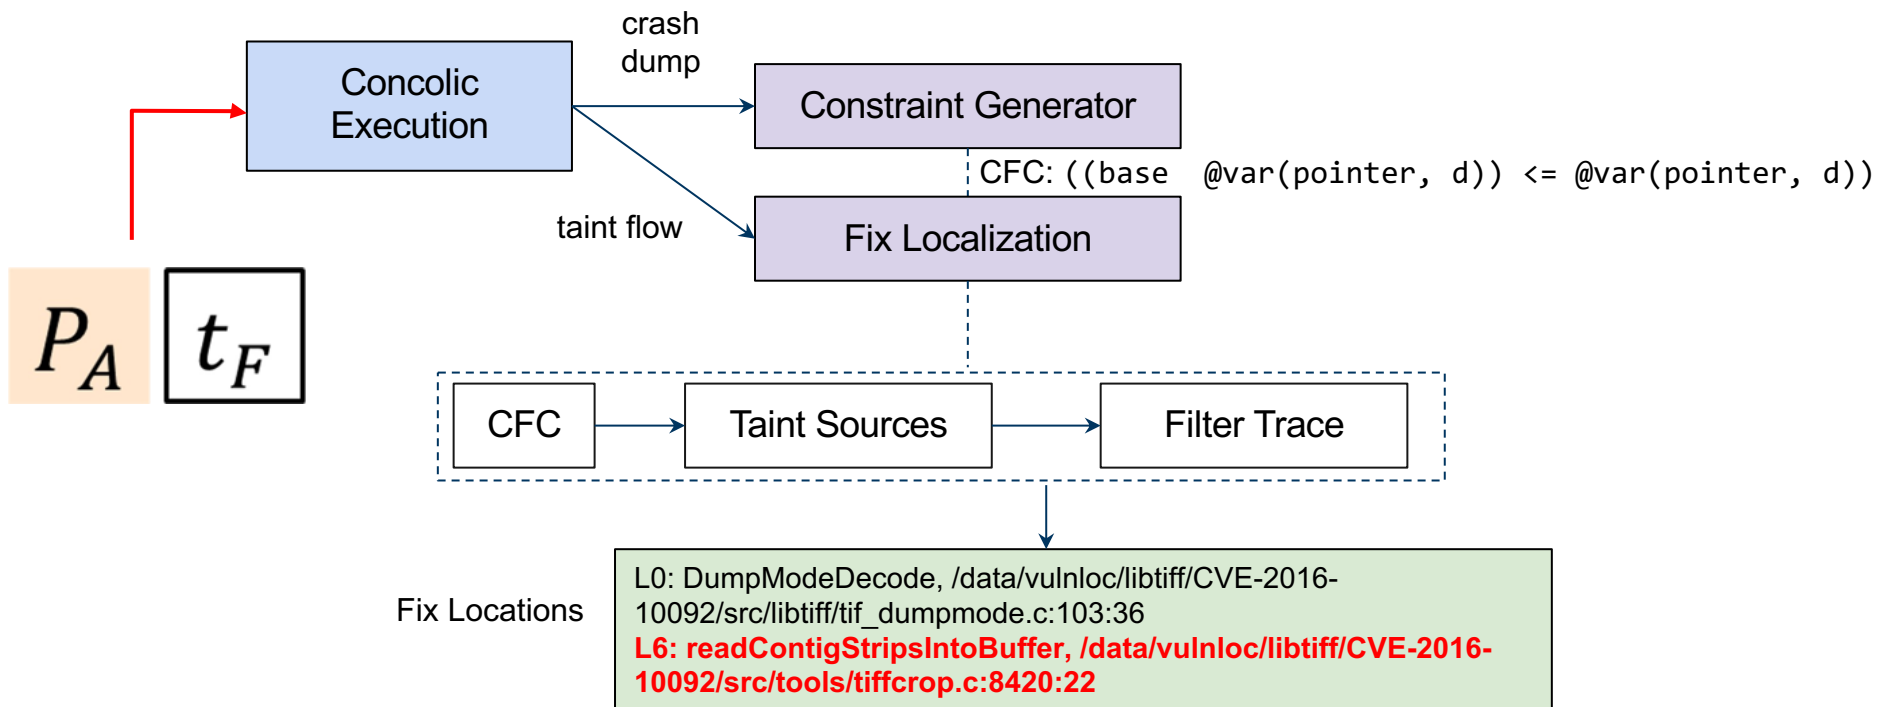 crash
dump
Concolic
Execution
Constraint Generator
CFC: ((base  @var(pointer, d)) <= @var(pointer, d))
taint flow
Fix Localization
P_A
t_F
CFC
Taint Sources
Filter Trace
Fix Locations
L0: DumpModeDecode, /data/vulnloc/libtiff/CVE-2016-
10092/src/libtiff/tif_dumpmode.c:103:36
L6: readContigStripsIntoBuffer, /data/vulnloc/libtiff/CVE-2016-
10092/src/tools/tiffcrop.c:8420:22